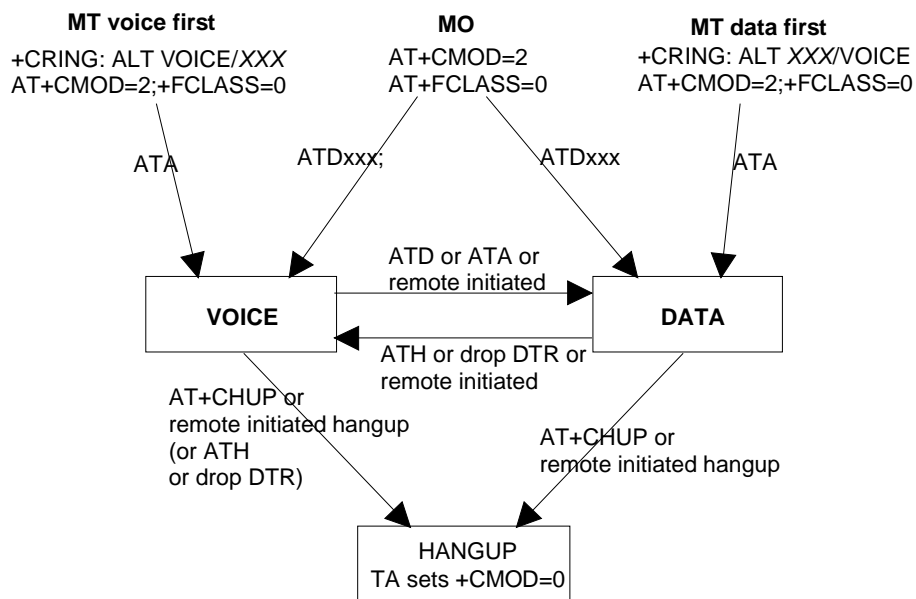 MT voice first
+CRING: ALT VOICE/XXX
AT+CMOD=2;+FCLASS=0
MO
AT+CMOD=2
AT+FCLASS=0
MT data first
+CRING: ALT XXX/VOICE
AT+CMOD=2;+FCLASS=0
ATA
ATDxxx;
ATDxxx
ATA
ATD or ATA or
remote initiated
VOICE
DATA
ATH or drop DTR or
remote initiated
AT+CHUP or
remote initiated hangup
(or ATH
or drop DTR)
AT+CHUP or
remote initiated hangup
HANGUP
TA sets +CMOD=0